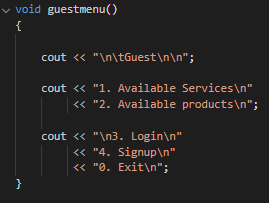 void guestmenu()
{
cout << "\n\tGuest\n\n";
cout << "1. Available Services\n"
<< "2. Available products\n";
cout << "\n3. Login\n"
<< "4. Signup\n"
<< "0. Exit\n";
}